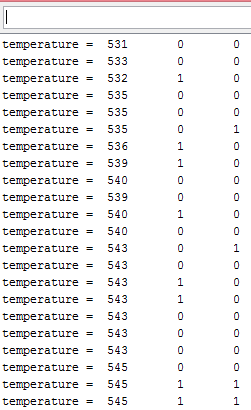 temperature = 531 0 0
temperature = 533 0 0
temperature = 532 1 0
temperature = 535 0 0
temperature = 535 0 0
temperature = 535 0 1
temperature = 536 1 0
temperature = 539 1 0
temperature = 540 0 0
temperature = 539 0 0
temperature = 540 1 0
temperature = 540 0 0
temperature = 543 0 1
temperature = 543 0 0
temperature = 543 1 0
temperature = 543 1 0
temperature = 543 0 0
temperature = 543 0 0
temperature = 543 0 0
temperature = 545 0 0
temperature = 545 1 1
temperature = 545 1 1